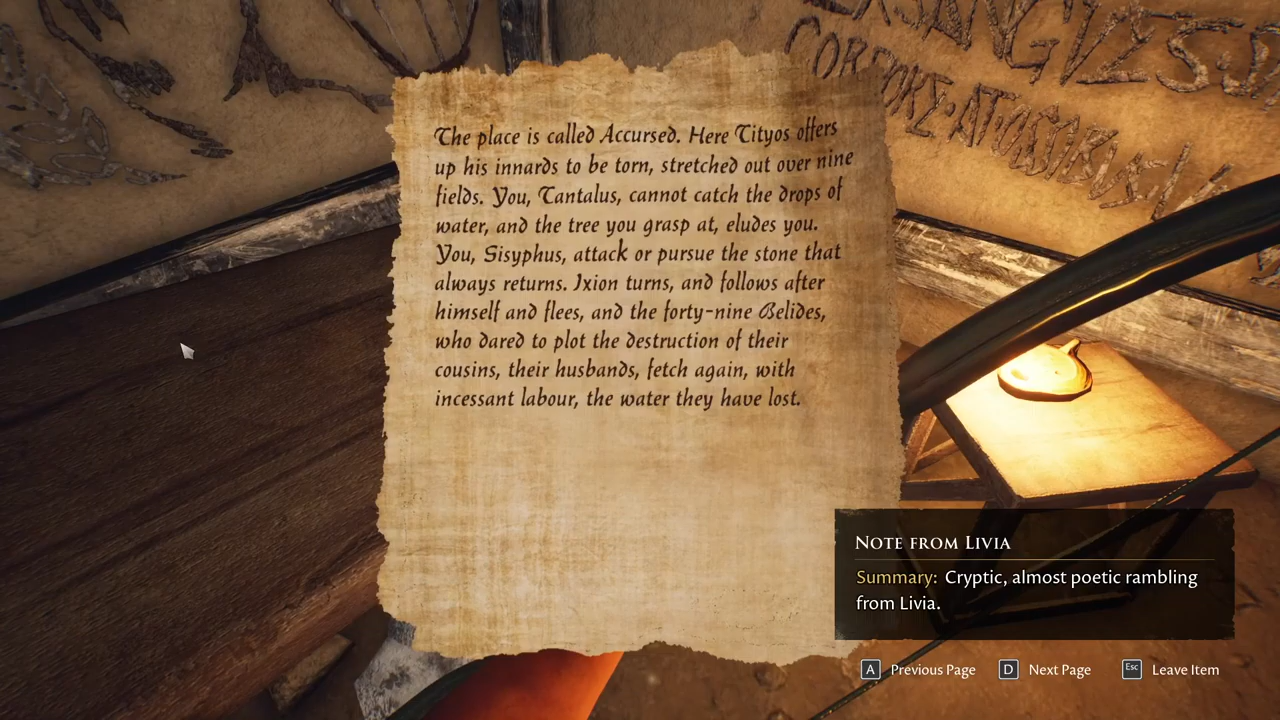 The place is called Accursed. Here Tityos offers
up his innards to be torn, stretched out over nine
fields. You, Tantalus, cannot catch the drops of
water, and the tree you grasp at, eludes you.
You, Sisyphus, attack or pursue the stone that
always returns. Ixion turns, and follows after
himself and flees, and the forty-nine Belides,
who dared to plot the destruction of their
cousins, their husbands, fetch again, with
incessant labour, the water they have lost.
NOTE FROM LIVIA
Summary: Cryptic, almost poetic rambling
from Livia.
A Previous Page D Next Page Esc Leave Item